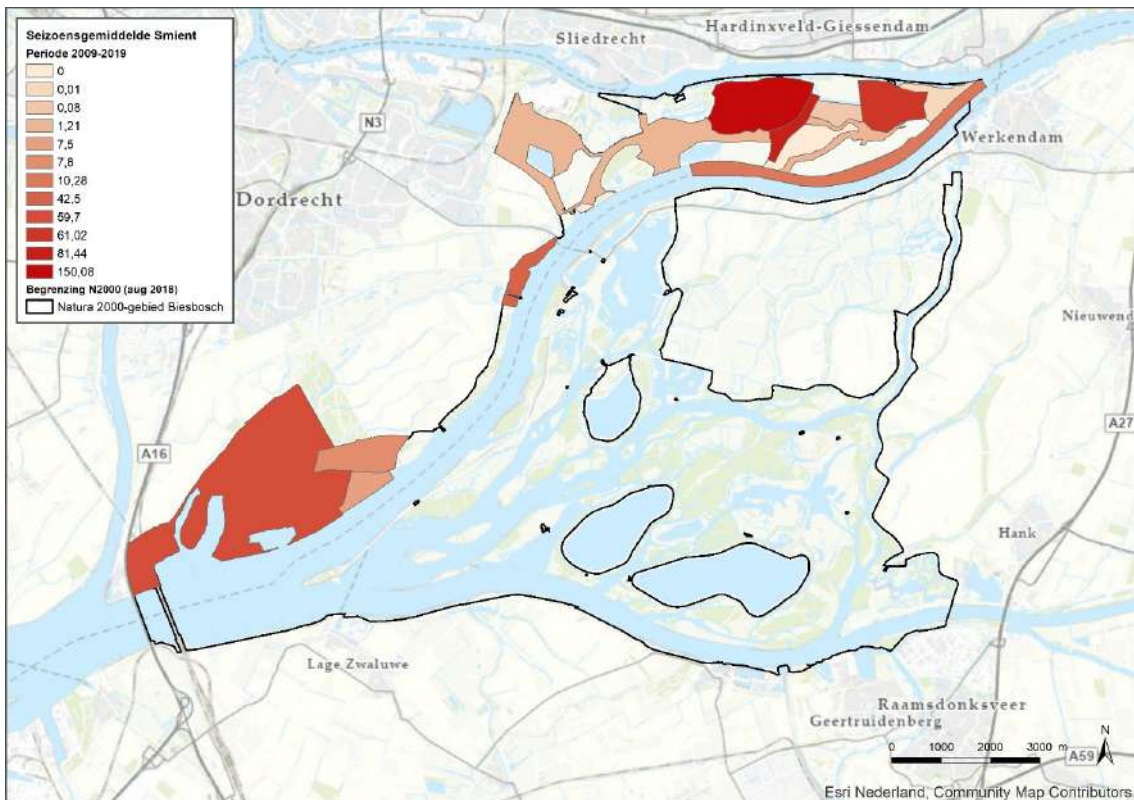 Seizoensgemiddelde Smient
Periode 2009-2019
0
0,01
0,08
1,21
7,5
7,8
10,28
42,5
59,7
61,02
81,44
150,08
Begrenzing N2000 (aug 2018)
Natura 2000-gebied Biesbosch
Hardinxveld-Giessendam
Sliedrecht
N3
Werkendam
Dordrecht
Nieuwend
A16
A27
Hank
Lage Zwaluwe
Raamsdonksveer
Geertruidenberg
0 1000 2000 3000 m
N
A59
Esri Nederland, Community Map Contributors